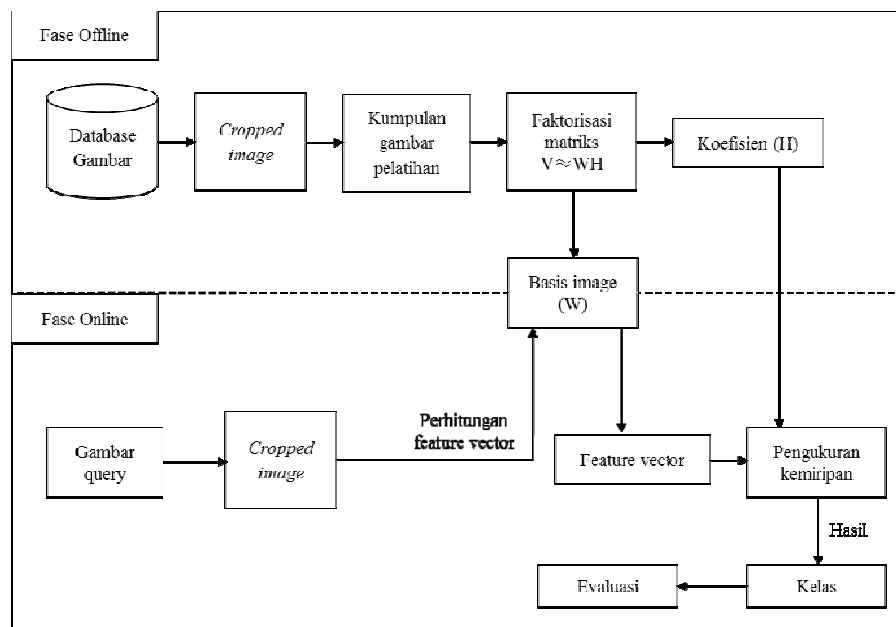 Fase Offline
Database
Gambar
Cropped
image
Kumpulan
gambar
pelatihan
Faktorisasi
matriks
V≈WH
Koefisien (H)
Basis image
(W)
Fase Online
Gambar
query
Cropped
image
Perhitungan
feature vector
Feature vector
Pengukuran
kemiripan
Hasil
Kelas
Evaluasi